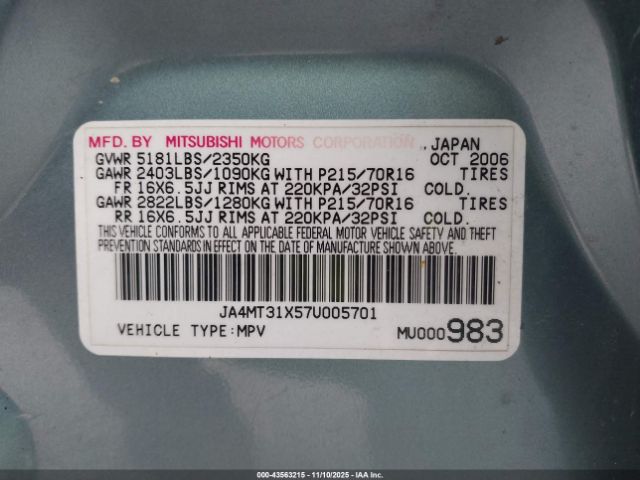 MFD. BY MITSUBISHI MOTORS CORPORATION, JAPAN
GVWR 5181LBS/2350KG OCT 2006
GAWR 2403LBS/1090KG WITH P215/70R16 TIRES
FR 16X6.5JJ RIMS AT 220KPA/32PSI COLD.
GAWR 2822LBS/1280KG WITH P215/70R16 TIRES
RR 16X6.5JJ RIMS AT 220KPA/32PSI COLD.
THIS VEHICLE CONFORMS TO ALL APPLICABLE FEDERAL MOTOR VEHICLE SAFETY AND THEFT
PREVENTION STANDARDS IN EFFECT ON THE DATE OF MANUFACTURE SHOWN ABOVE.
JA4MT31X57U005701
VEHICLE TYPE:MPV MU000983
000-43563215 - 11/10/2025 - IAAI.COM